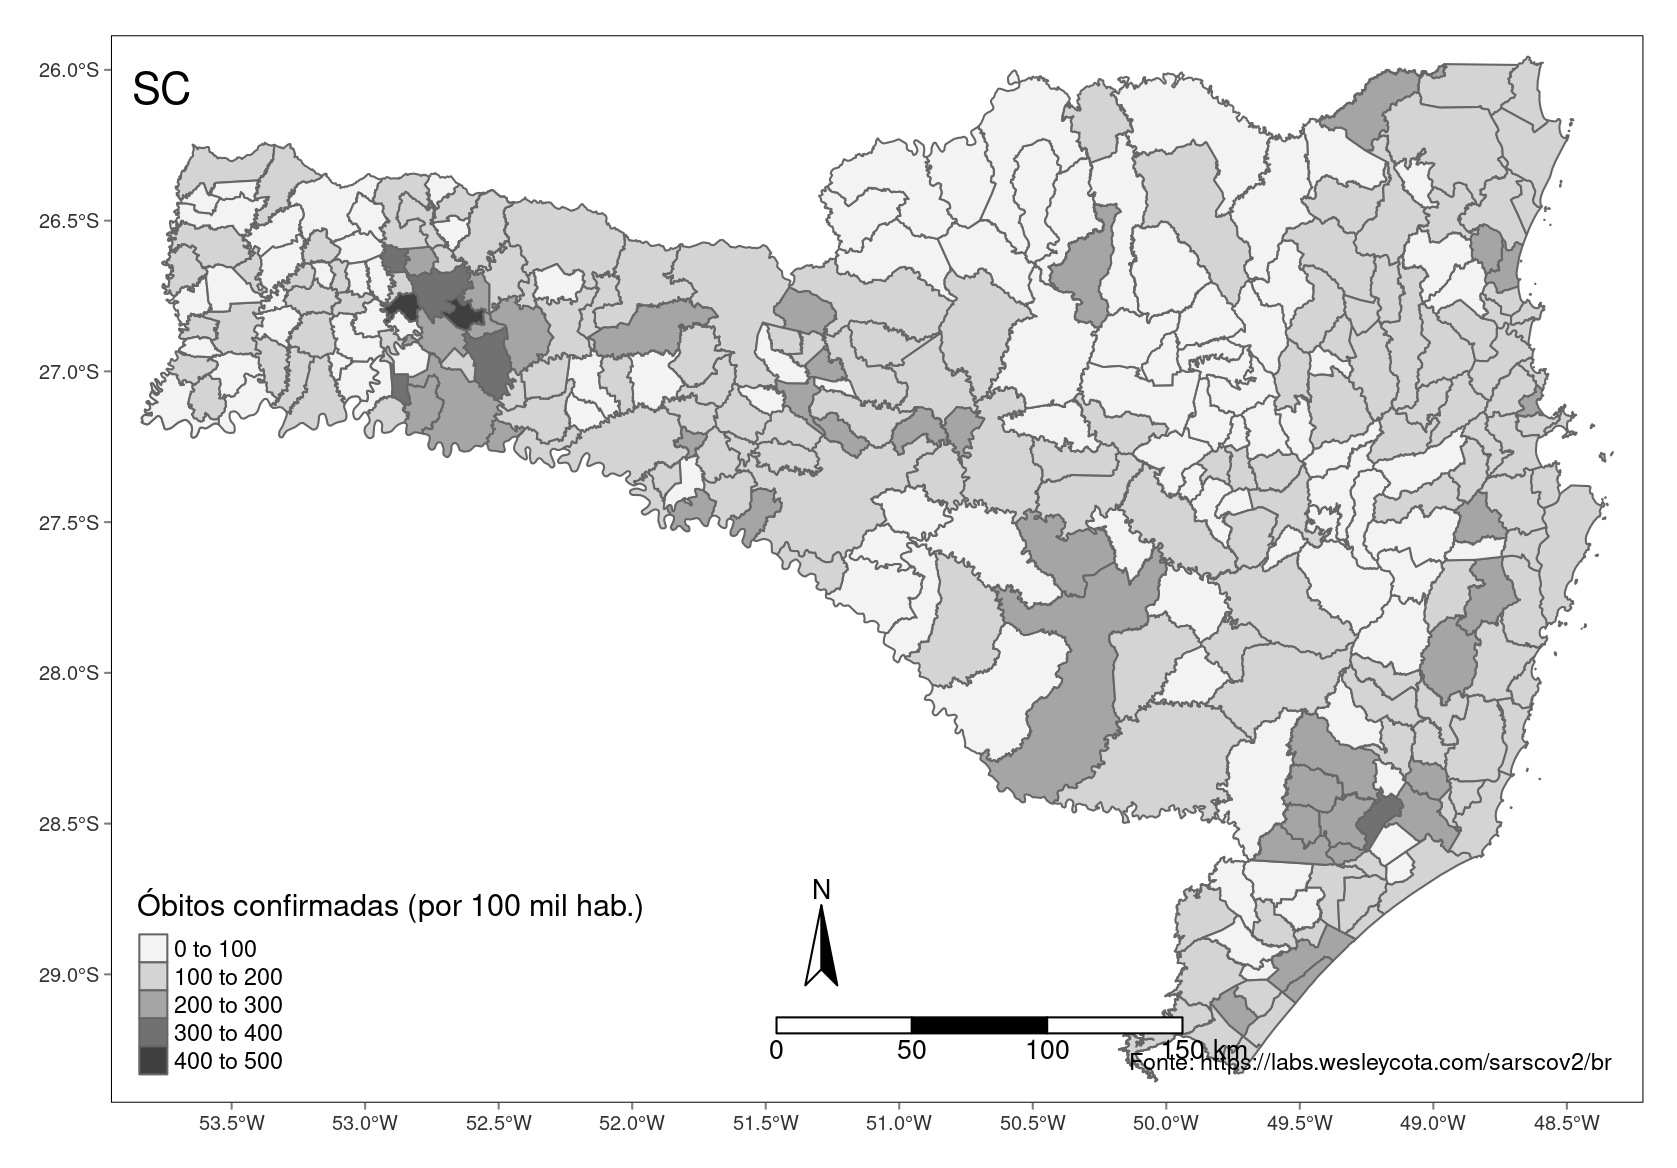 SC
26.0°S
26.5°S
27.0°S
27.5°S
28.0°S
28.5°S
29.0°S
Óbitos confirmadas (por 100 mil hab.)
0 to 100
100 to 200
200 to 300
300 to 400
400 to 500
N
0 50 100 150 km
Fonte: https://labs.wesleycota.com/sarscov2/br
53.5°W 53.0°W 52.5°W 52.0°W 51.5°W 51.0°W 50.5°W 50.0°W 49.5°W 49.0°W 48.5°W